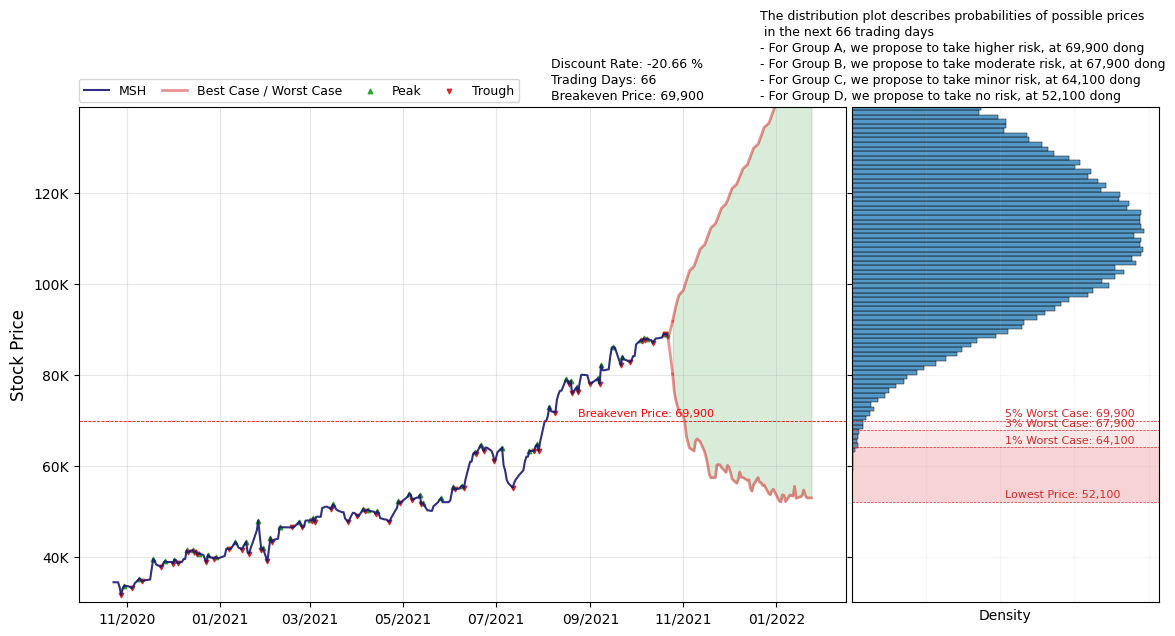 The distribution plot describes probabilities of possible prices
in the next 66 trading days
- For Group A, we propose to take higher risk, at 69,900 dong
- For Group B, we propose to take moderate risk, at 67,900 dong
- For Group C, we propose to take minor risk, at 64,100 dong
- For Group D, we propose to take no risk, at 52,100 dong
Discount Rate: -20.66 %
Trading Days: 66
Breakeven Price: 69,900
MSH
Best Case / Worst Case
Peak
Trough
Stock Price
120K
100K
80K
60K
40K
Breakeven Price: 69,900
5% Worst Case: 69,900
3% Worst Case: 67,900
1% Worst Case: 64,100
Lowest Price: 52,100
11/2020
01/2021
03/2021
05/2021
07/2021
09/2021
11/2021
01/2022
Density